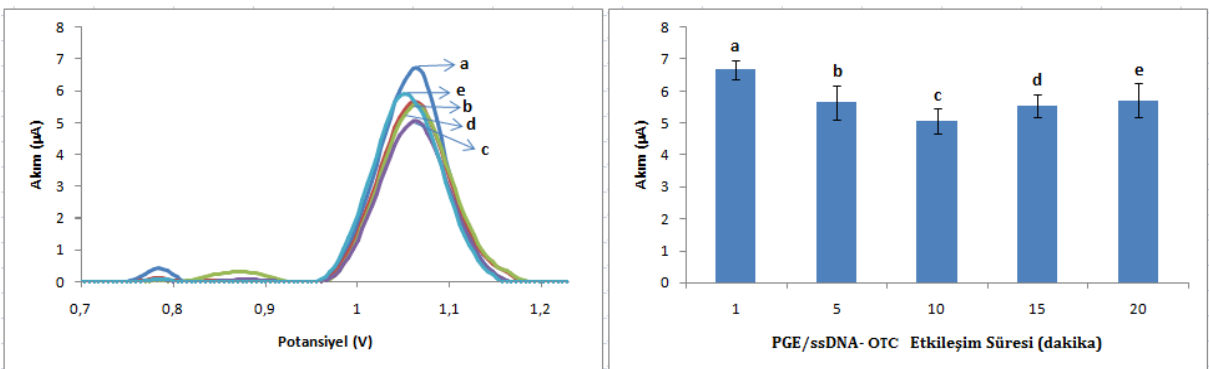 8
7
6
5
4
3
2
1
0
Akım (µA)
a
e
b
d
c
0,7 0,8 0,9 1 1,1 1,2
Potansiyel (V)
8
7
6
5
4
3
2
1
0
Akım (µA)
a
b
c
d
e
1 5 10 15 20
PGE/ssDNA- OTC Etkileşim Süresi (dakika)